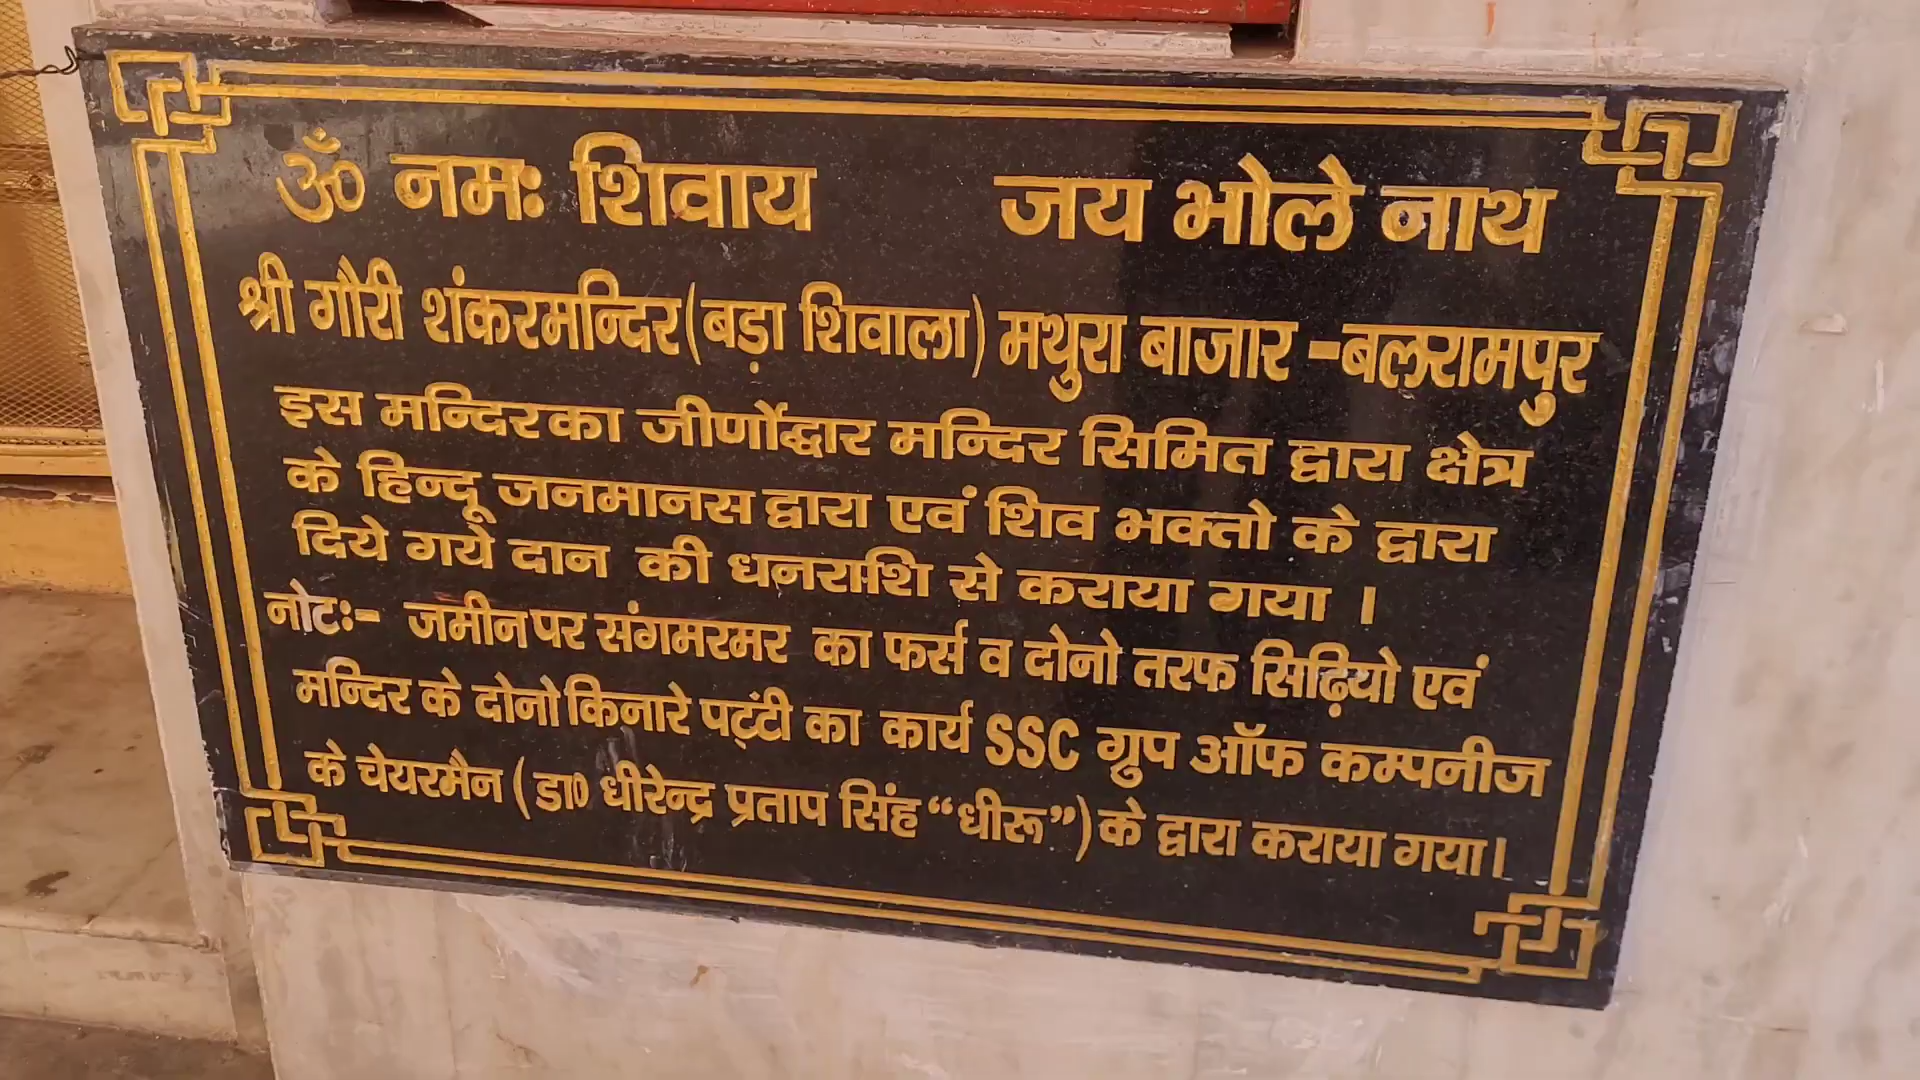 ॐ नमः शिवाय जय भोले नाथ
श्री गौरी शंकरमन्दिर(बड़ा शिवाला) मथुरा बाजार -बलरामपुर
इस मन्दिरका जीर्णोद्धार मन्दिर सिमित द्वारा क्षेत्र
के हिन्दू जनमानस द्वारा एवं शिव भक्तो के द्वारा
दिये गये दान की धनराशि से कराया गया ।
नोटः- जमीनपर संगमरमर का फर्स व दोनो तरफ सिढ़ियो एवं
मन्दिर के दोनो किनारे पट्ंटी का कार्य SSC ग्रुप ऑफ कम्पनीज
के चेयरमैन (डा० धीरेन्द्र प्रताप सिंह “धीरू”) के द्वारा कराया गया।